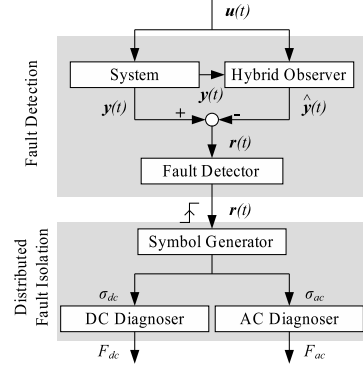 u(t)
Fault Detection
System
Hybrid Observer
y(t)
y(t)
+
-
ŷ(t)
r(t)
Fault Detector
r(t)
Distributed
Fault Isolation
Symbol Generator
σdc
σac
DC Diagnoser
AC Diagnoser
Fdc
Fac